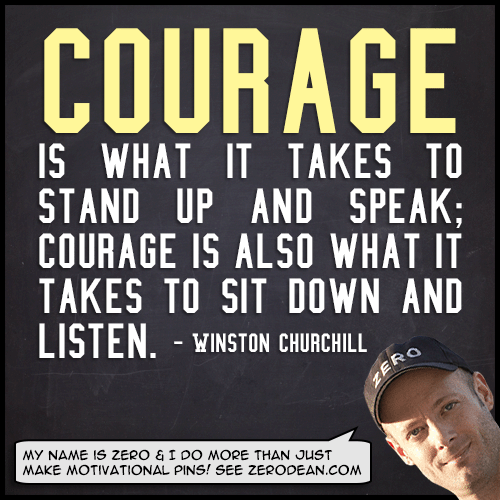 COURAGE
IS WHAT IT TAKES TO
STAND UP AND SPEAK;
COURAGE IS ALSO WHAT IT
TAKES TO SIT DOWN AND
LISTEN. - WINSTON CHURCHILL
ZERO
MY NAME IS ZERO & I DO MORE THAN JUST
MAKE MOTIVATIONAL PINS! SEE ZERODEAN.COM